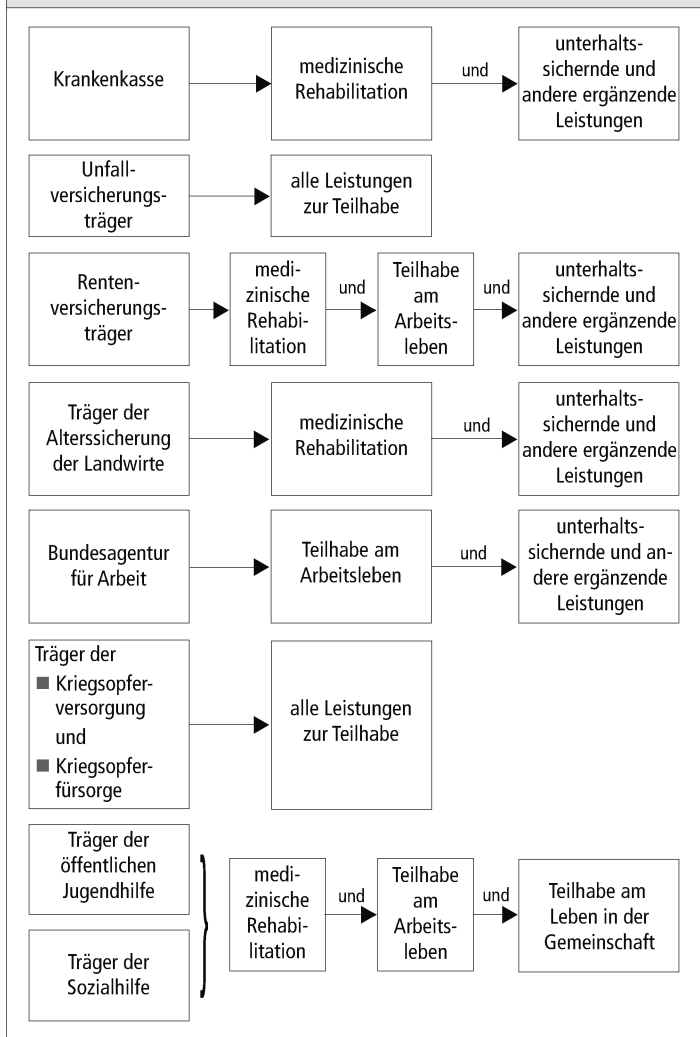 Krankenkasse
medizinische
Rehabilitation
und
unterhalts-
sichernde und
andere ergänzende
Leistungen
Unfall-
versicherungs-
träger
alle Leistungen
zur Teilhabe
Renten-
versicherungs-
träger
medi-
zinische
Rehabi-
litation
und
Teilhabe
am
Arbeits-
leben
und
unterhalts-
sichernde und
andere ergänzende
Leistungen
Träger der
Alterssicherung
der Landwirte
medizinische
Rehabilitation
und
unterhalts-
sichernde und
andere ergänzende
Leistungen
Bundesagentur
für Arbeit
Teilhabe am
Arbeitsleben
und
unterhalts-
sichernde und an-
dere ergänzende
Leistungen
Träger der
■ Kriegsopfer-
versorgung
und
■ Kriegsopfer-
fürsorge
alle Leistungen
zur Teilhabe
Träger der
öffentlichen
Jugendhilfe
Träger der
Sozialhilfe
medi-
zinische
Rehabi-
litation
und
Teilhabe
am
Arbeits-
leben
und
Teilhabe am
Leben in der
Gemeinschaft